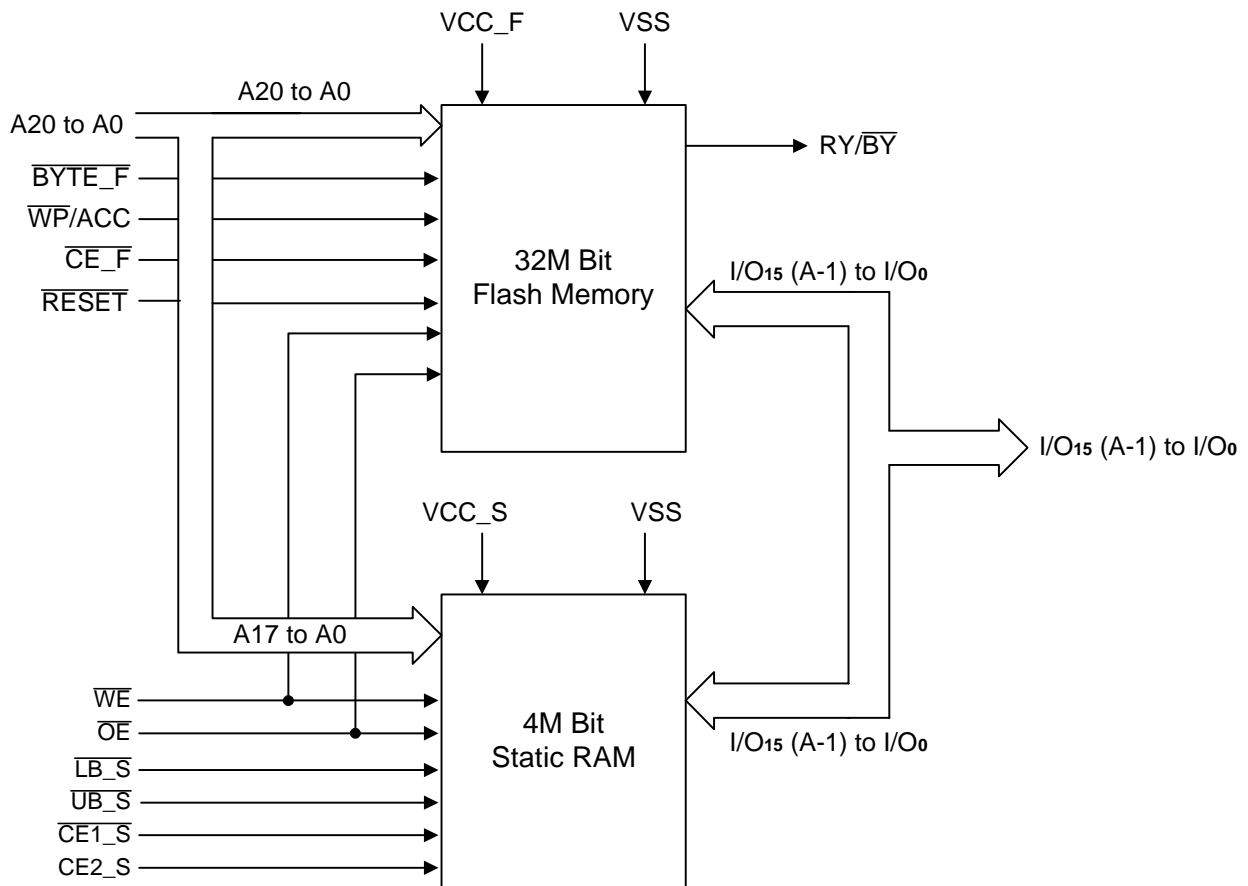 VCC_F VSS
A20 to A0
A20 to A0
BYTE_F
WP/ACC
CE_F
RESET
32M Bit
Flash Memory
RY/BY
I/O15 (A-1) to I/O0
I/O15 (A-1) to I/O0
VCC_S VSS
A17 to A0
WE
OE
LB_S
UB_S
CE1_S
CE2_S
4M Bit
Static RAM
I/O15 (A-1) to I/O0